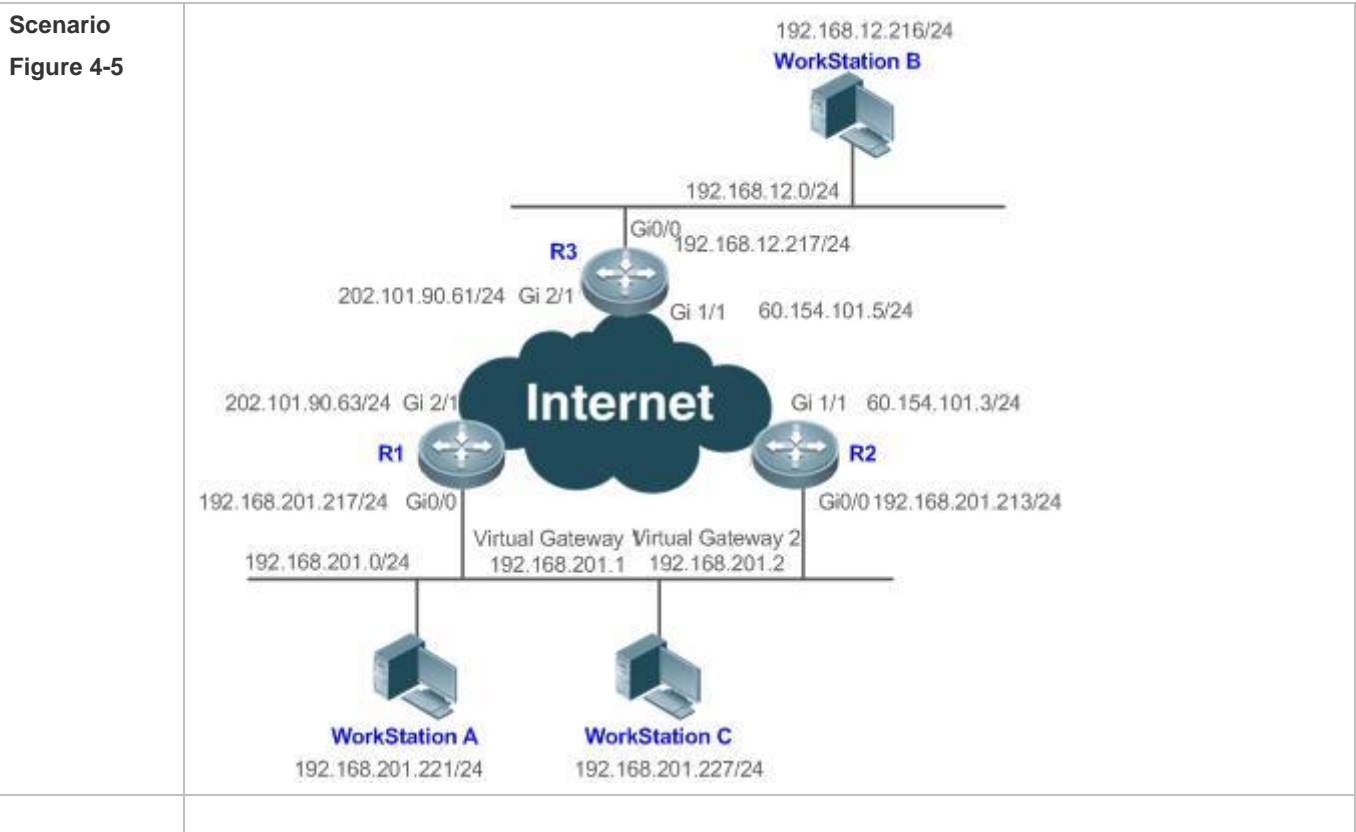 Scenario
Figure 4-5
192.168.12.216/24
WorkStation B
192.168.12.0/24
Gi0/0
192.168.12.217/24
R3
202.101.90.61/24 Gi 2/1
Gi 1/1 60.154.101.5/24
Internet
202.101.90.63/24 Gi 2/1
Gi 1/1 60.154.101.3/24
R1
R2
192.168.201.217/24 Gi0/0
Gi0/0 192.168.201.213/24
Virtual Gateway 1
192.168.201.1
Virtual Gateway 2
192.168.201.2
192.168.201.0/24
WorkStation A
192.168.201.221/24
WorkStation C
192.168.201.227/24